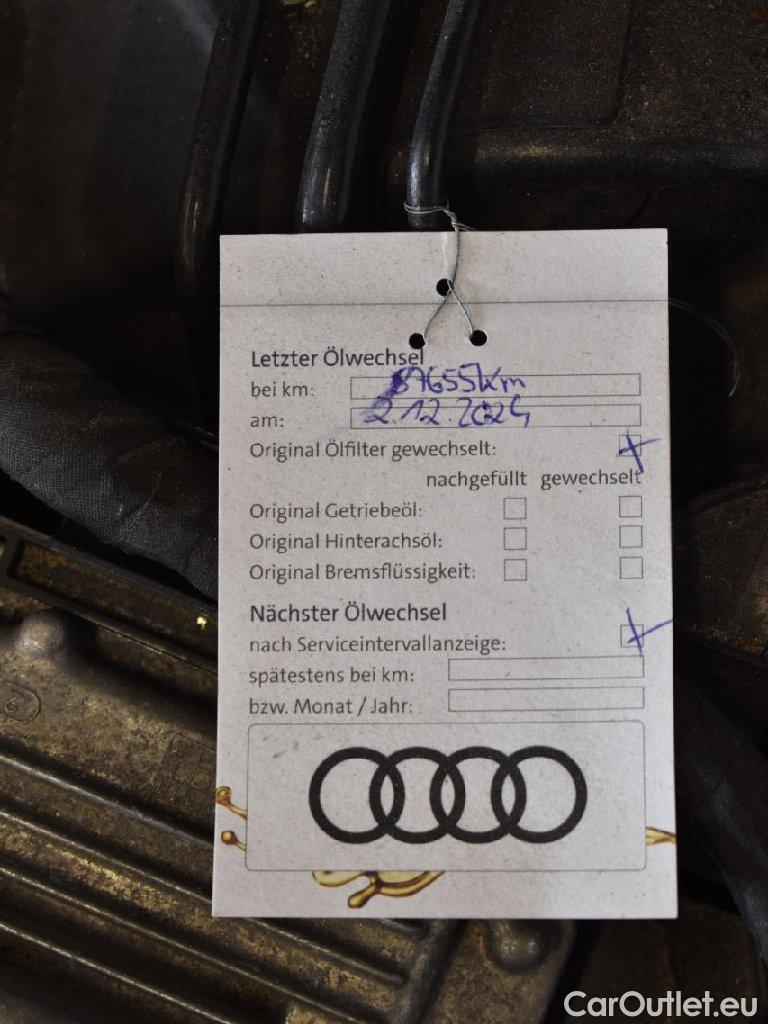 Letzter Ölwechsel
bei km: 87655km
am: 2.12.2024
Original Ölfilter gewechselt:
nachgefüllt gewechselt
Original Getriebeöl:
Original Hinterachsöl:
Original Bremsflüssigkeit:
Nächster Ölwechsel
nach Serviceintervallanzeige:
spätestens bei km:
bzw. Monat / Jahr:
CarOutlet.eu